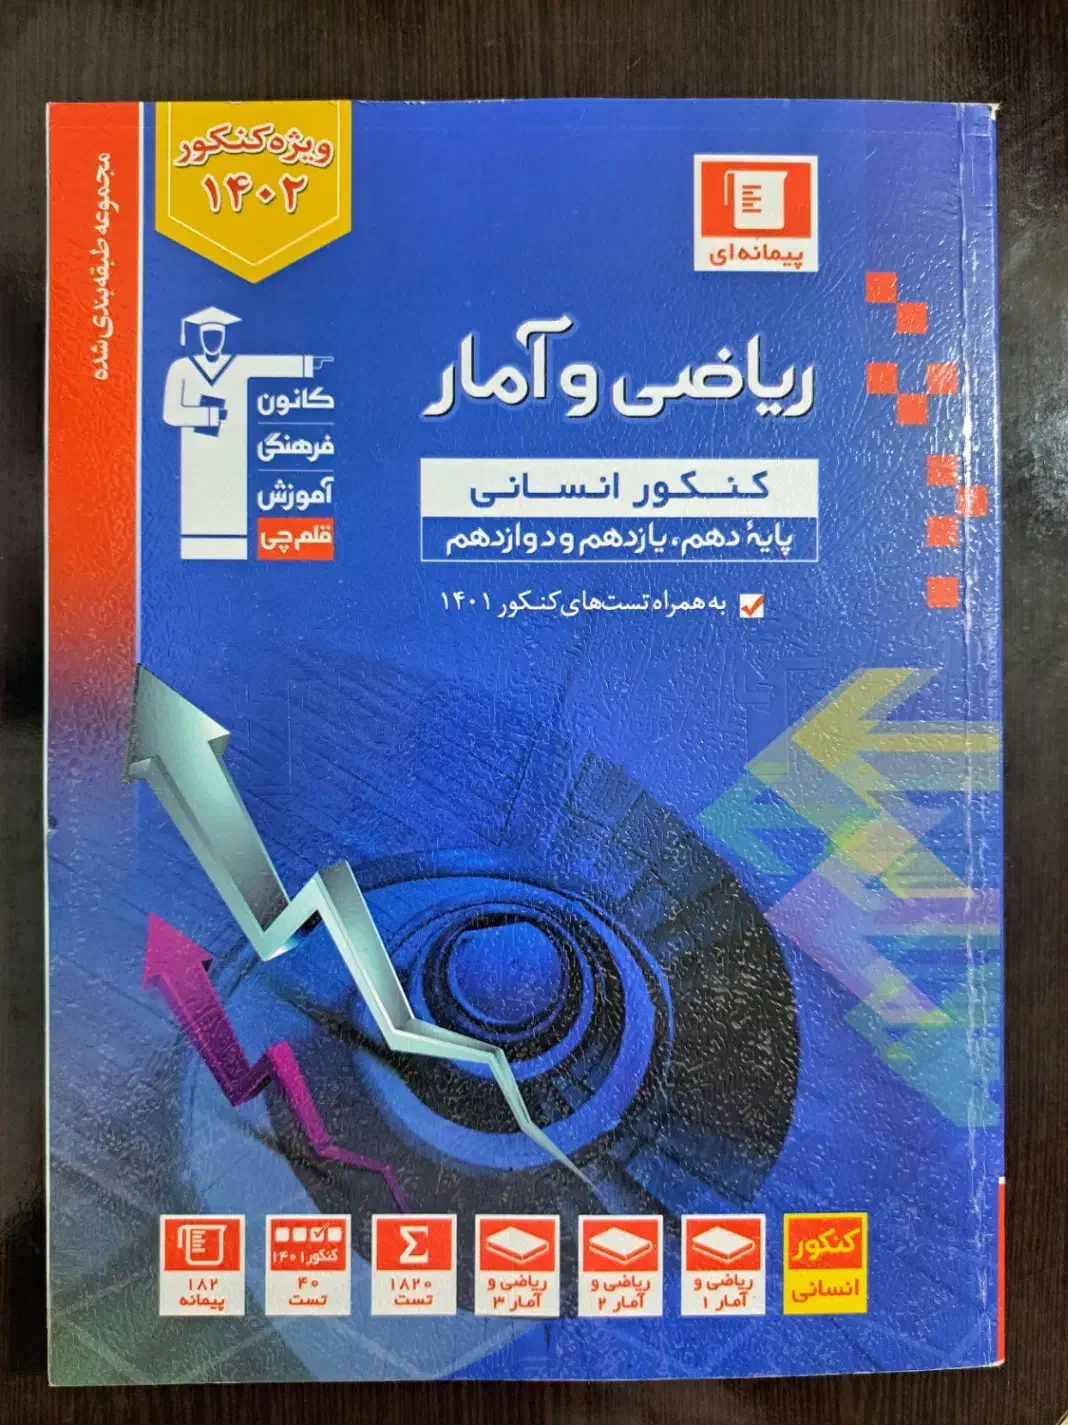 ویژه کنکور
۱۴۰۲
مجموعه طبقه‌بندی شده
پیمانه‌ای
ریاضی و آمار
کنکور انسانی
پایهٔ دهم، یازدهم و دوازدهم
به همراه تست‌های کنکور ۱۴۰۱
کانون
فرهنگی
آموزش
قلم‌چی
کنکور
انسانی
ریاضی و
آمار ۱
ریاضی و
آمار ۲
ریاضی و
آمار ۳
Σ
۱۸۲۰
تست
کنکور ۱۴۰۱
۴۰
تست
۱۸۲
پیمانه